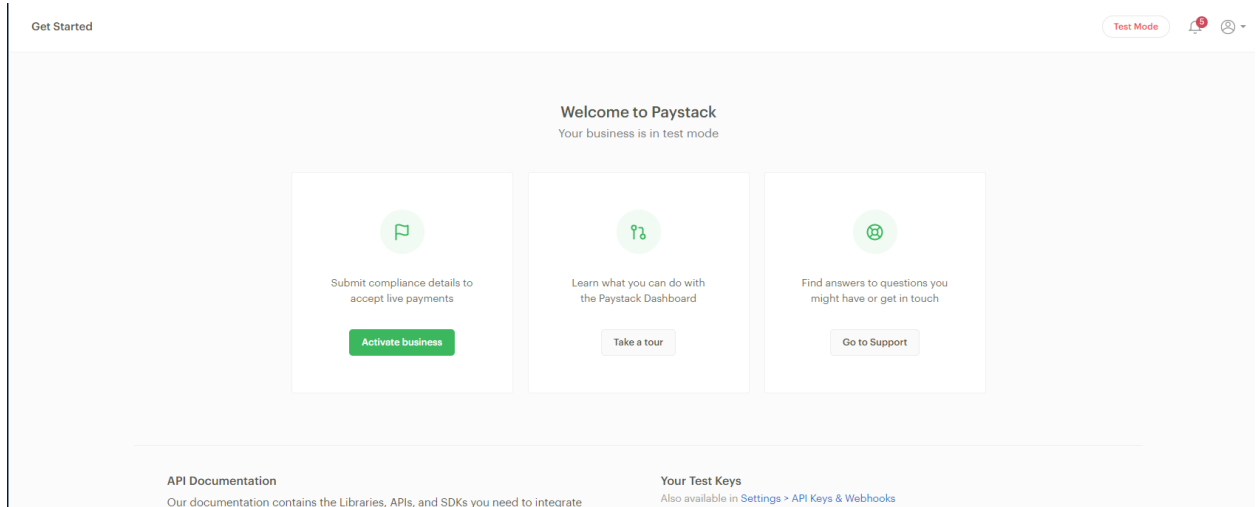 Get Started
Test Mode
5
Welcome to Paystack
Your business is in test mode
Submit compliance details to
accept live payments
Activate business
Learn what you can do with
the Paystack Dashboard
Take a tour
Find answers to questions you
might have or get in touch
Go to Support
API Documentation
Our documentation contains the Libraries, APIs, and SDKs you need to integrate
Your Test Keys
Also available in Settings > API Keys & Webhooks